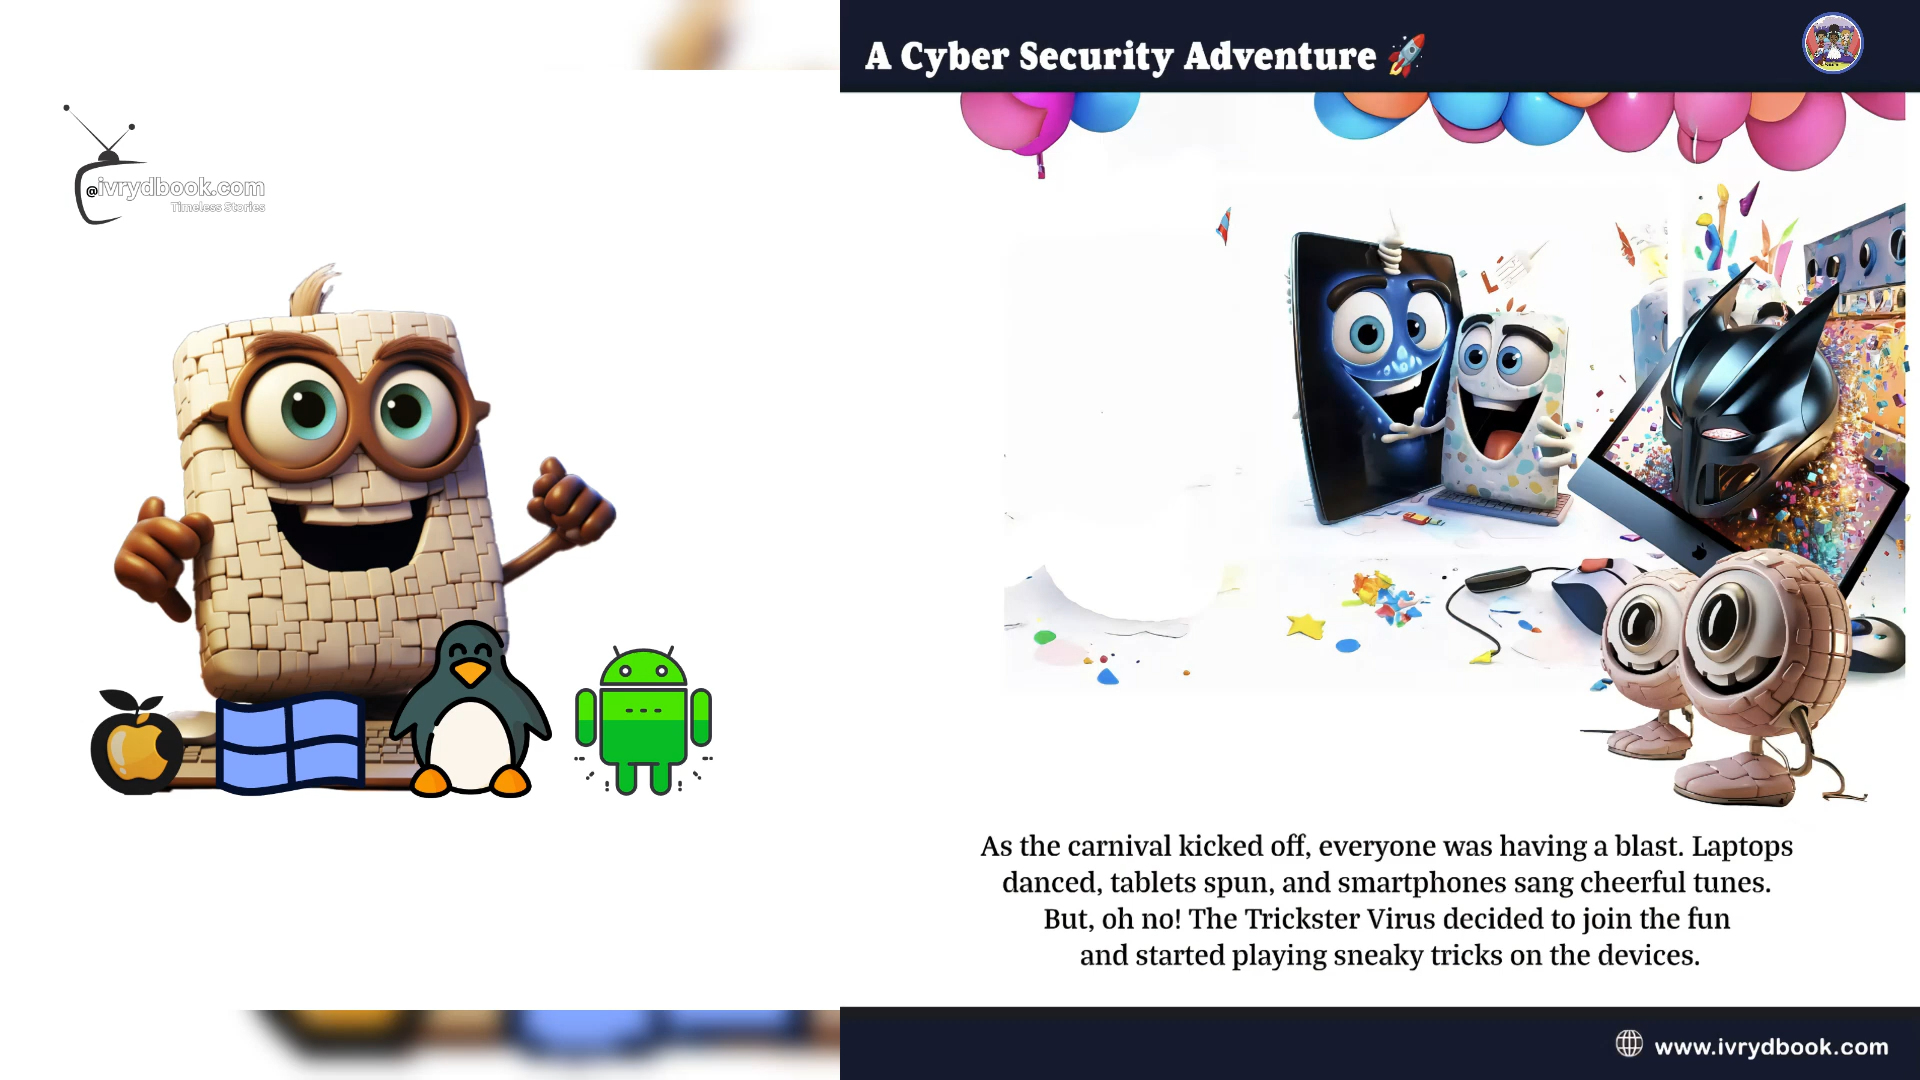 @ivrydbook.com
Timeless Stories
A Cyber Security Adventure
As the carnival kicked off, everyone was having a blast. Laptops
danced, tablets spun, and smartphones sang cheerful tunes.
But, oh no! The Trickster Virus decided to join the fun
and started playing sneaky tricks on the devices.
www.ivrydbook.com